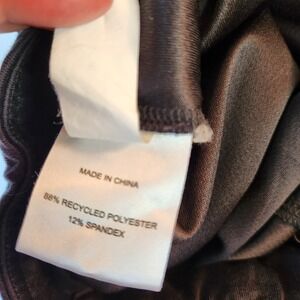 MADE IN CHINA
88% RECYCLED POLYESTER
12% SPANDEX